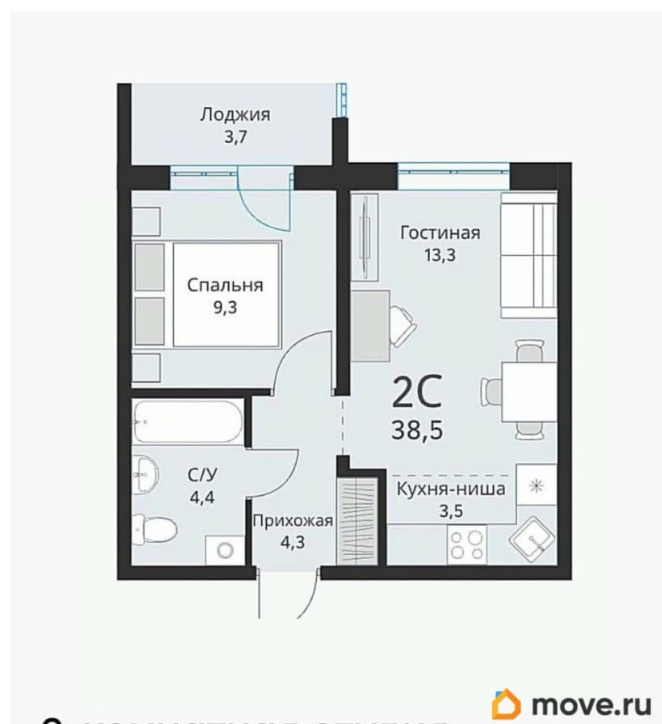 Лоджия
3,7
Гостиная
13,3
Спальня
9,3
2С
38,5
С/У
4,4
Кухня-ниша
3,5
Прихожая
4,3
move.ru